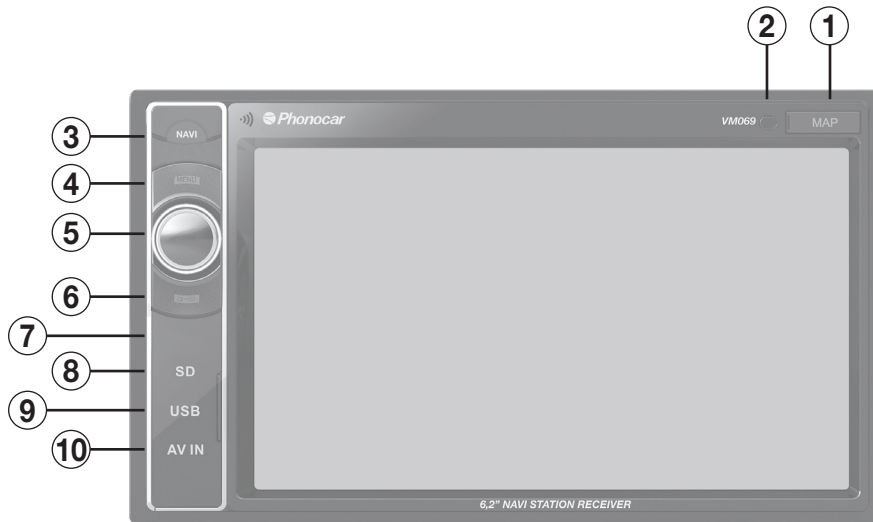 2 1
Phonocar VM069 MAP
3 NAVI
4 MENU
5
6
7
8 SD
9 USB
10 AV IN
6,2" NAVI STATION RECEIVER